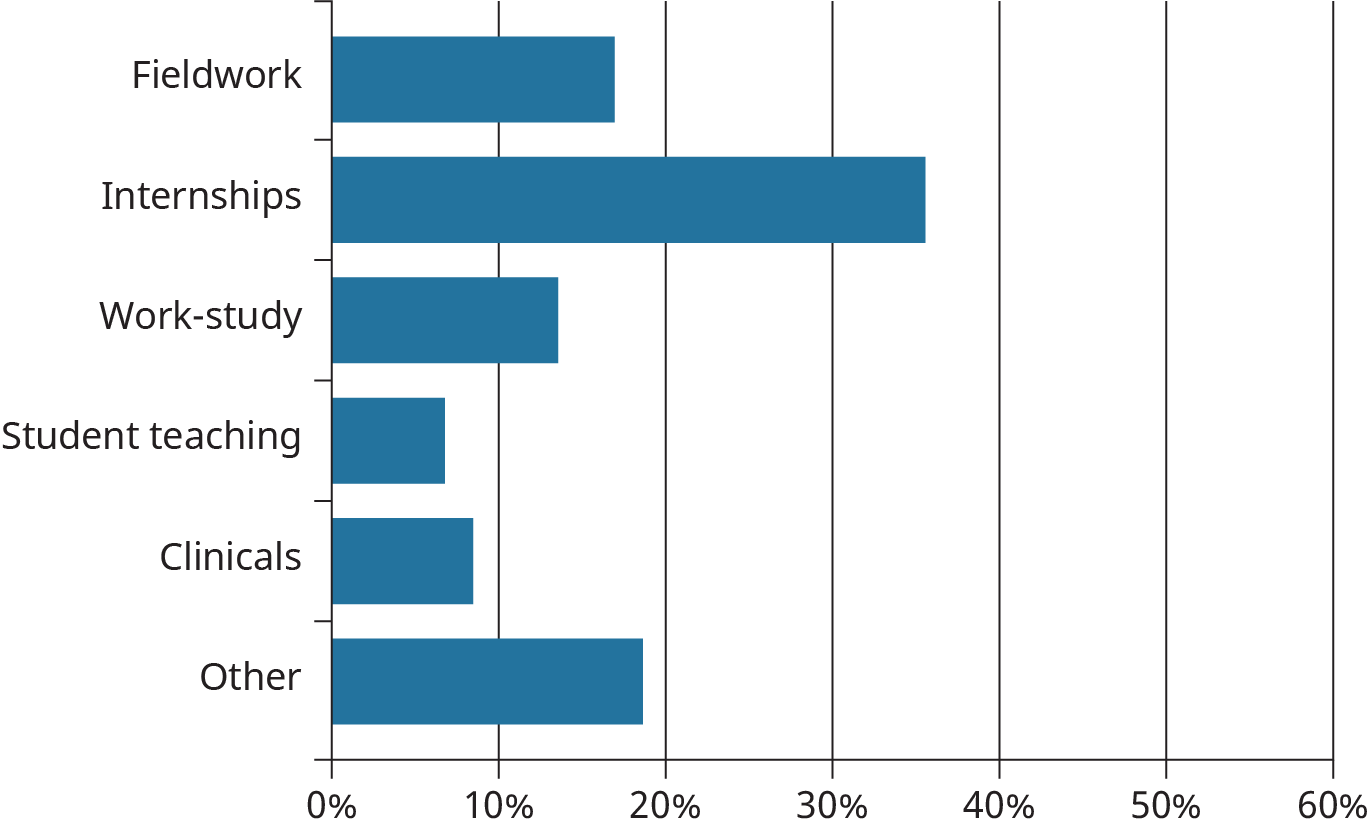 Fieldwork
Internships
Work-study
Student teaching
Clinicals
Other
0% 10% 20% 30% 40% 50% 60%